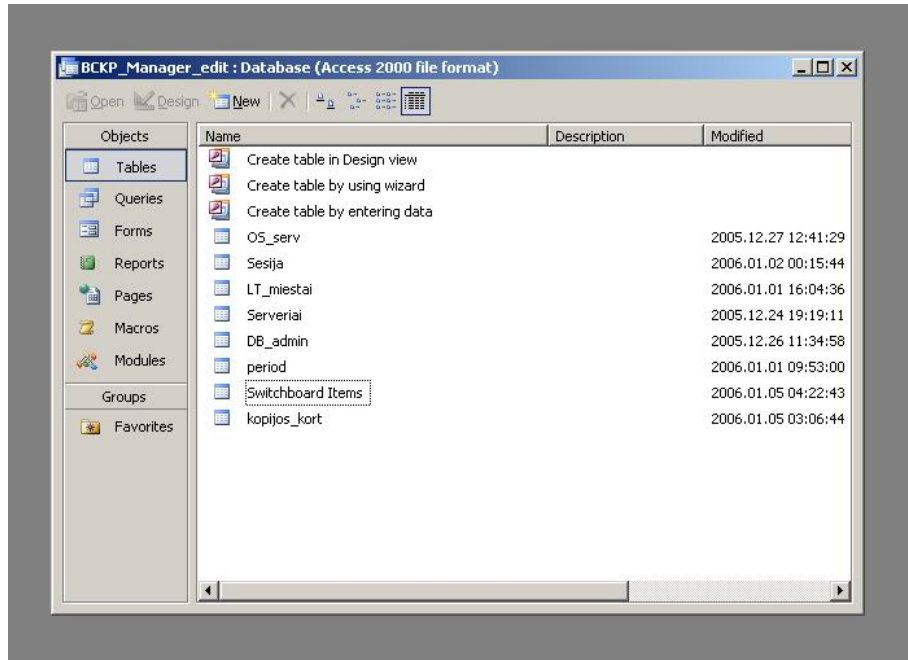 BCKP_Manager_edit : Database (Access 2000 file format)
Open Design New
Objects
Tables
Queries
Forms
Reports
Pages
Macros
Modules
Groups
Favorites
Name Description Modified
Create table in Design view
Create table by using wizard
Create table by entering data
OS_serv 2005.12.27 12:41:29
Sesija 2006.01.02 00:15:44
LT_miestai 2006.01.01 16:04:36
Serveriai 2005.12.24 19:19:11
DB_admin 2005.12.26 11:34:58
period 2006.01.01 09:53:00
Switchboard Items 2006.01.05 04:22:43
kopijos_kort 2006.01.05 03:06:44